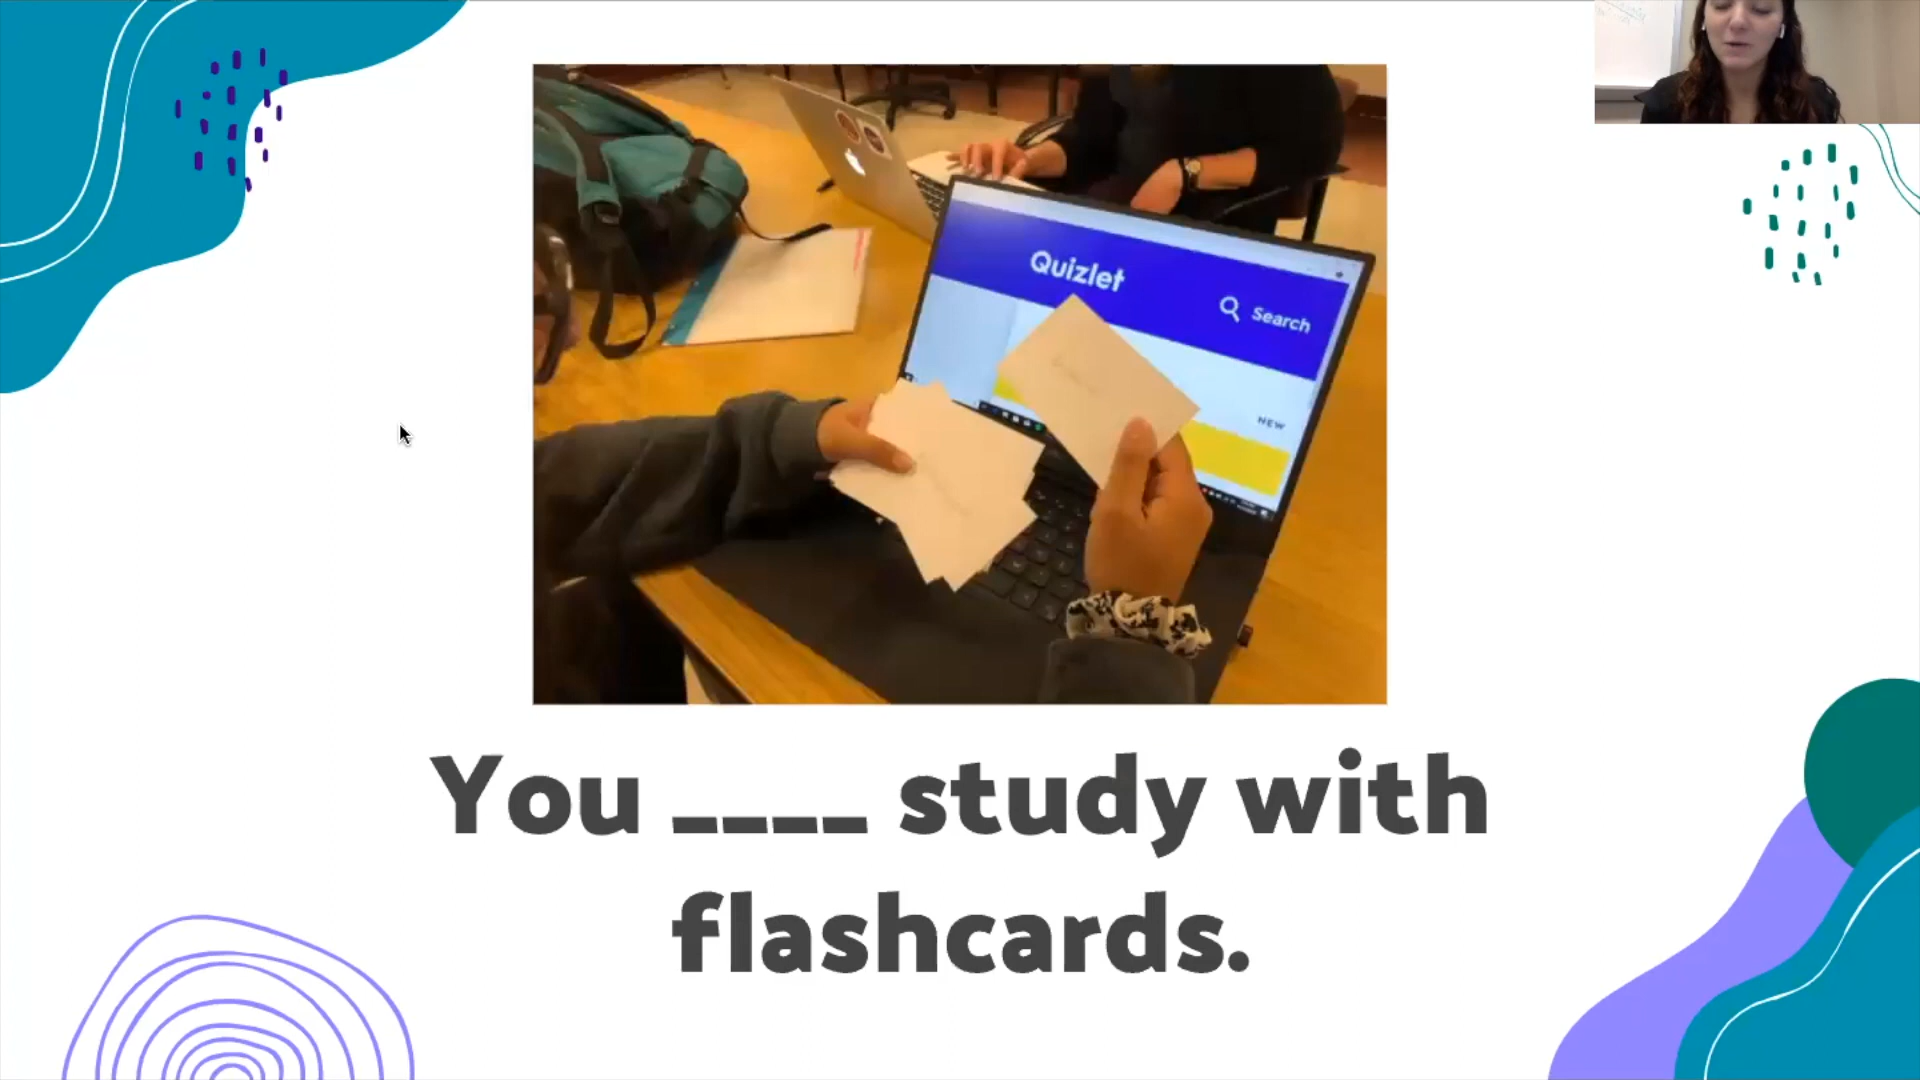 Quizlet
Search
NEW
You ____ study with
flashcards.